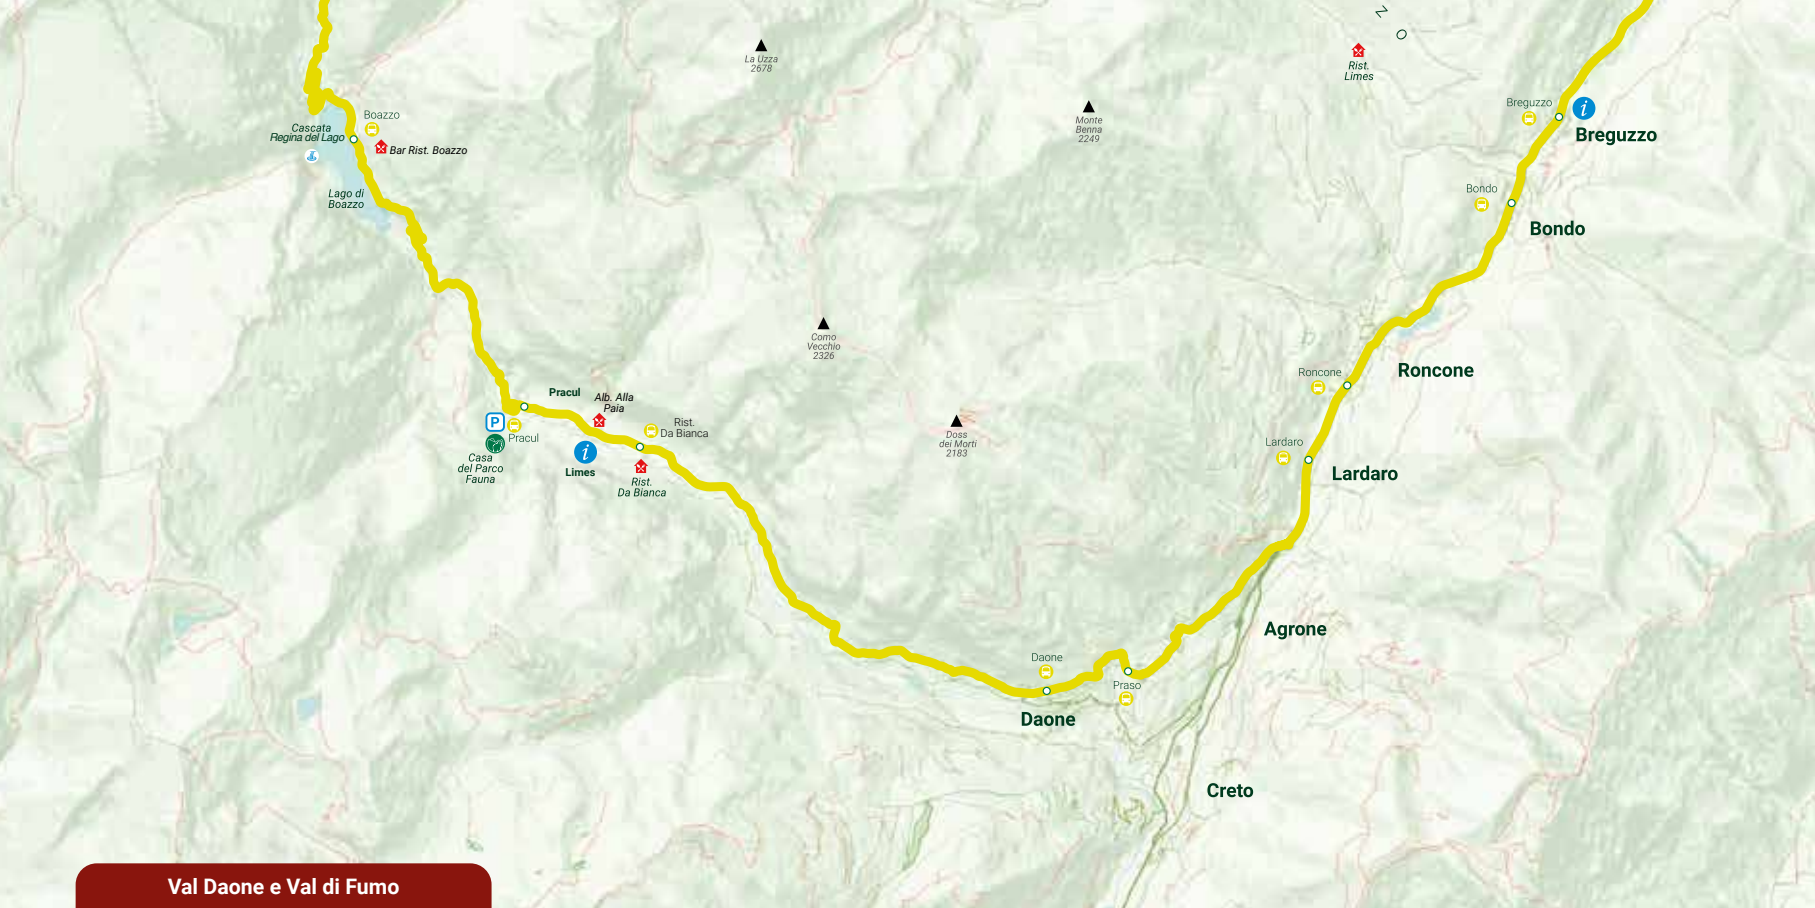 Z
O
La Uzza
2678
Rist.
Limes
Monte
Benna
2249
Breguzzo
i
Breguzzo
Boazzo
Cascata
Regina del Lago
Bar Rist. Boazzo
Lago di
Boazzo
Bondo
Bondo
Como
Vecchio
2326
Roncone
Roncone
Pracul
Alb. Alla
Paia
P
Pracul
Rist.
Da Bianca
Casa
del Parco
Fauna
i
Limes
Rist.
Da Bianca
Doss
dei Morti
2183
Lardaro
Lardaro
Agrone
Daone
Praso
Daone
Creto
Val Daone e Val di Fumo